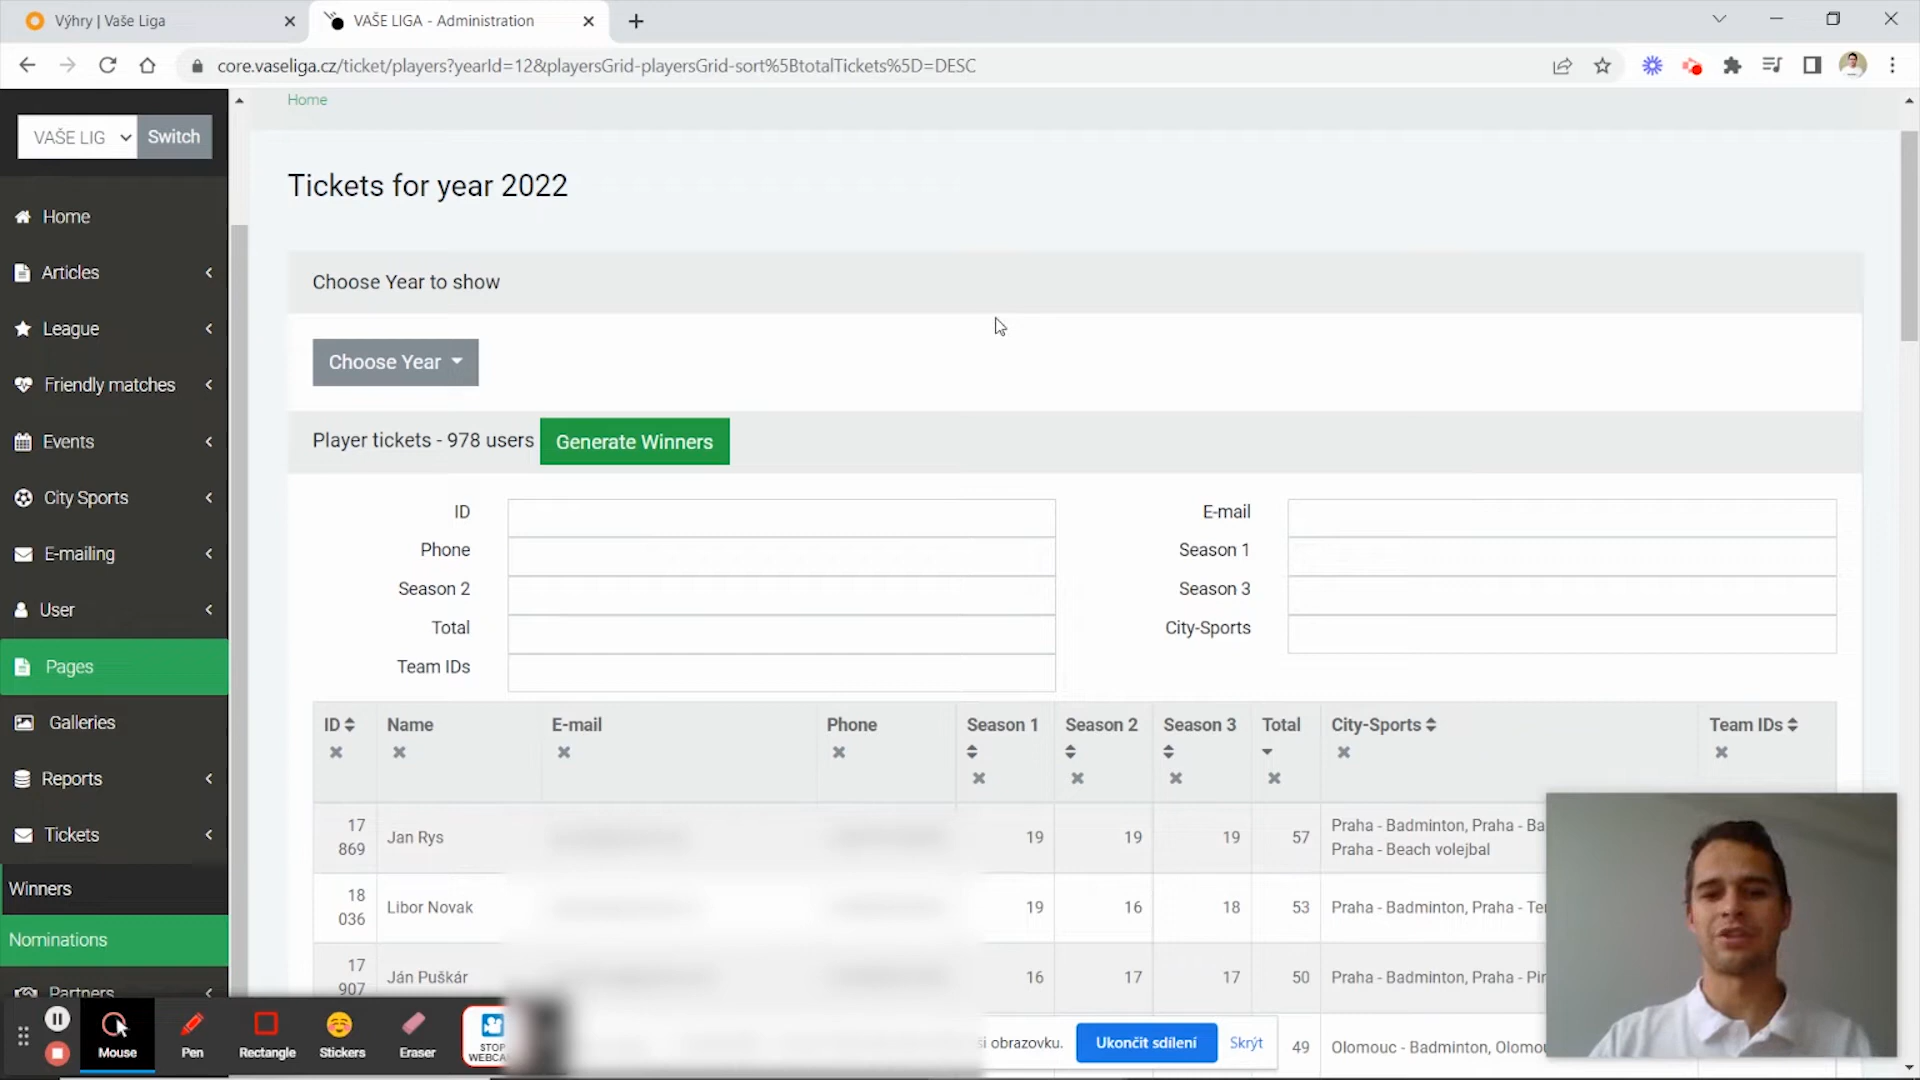 Výhry | Vaše Liga
VAŠE LIGA - Administration
core.vaseliga.cz/ticket/players?yearId=12&playersGrid-playersGrid-sort%5BtotalTickets%5D=DESC
VAŠE LIG
Switch
Home
Articles
League
Friendly matches
Events
City Sports
E-mailing
User
Pages
Galleries
Reports
Tickets
Winners
Nominations
Partners
Home
Tickets for year 2022
Choose Year to show
Choose Year
Player tickets - 978 users
Generate Winners
ID
E-mail
Phone
Season 1
Season 2
Season 3
Total
City-Sports
Team IDs
ID Name E-mail Phone Season 1 Season 2 Season 3 Total City-Sports Team IDs
17 869 Jan Rys 19 19 19 57 Praha - Badminton, Praha - Ba
Praha - Beach volejbal
18 036 Libor Novak 19 16 18 53 Praha - Badminton, Praha - Te
17 907 Ján Puškár 16 17 17 50 Praha - Badminton, Praha - Pi
49 Olomouc - Badminton, Olomou
Mouse
Pen
Rectangle
Stickers
Eraser
STOP
WEBCA
ši obrazovku.
Ukončit sdílení
Skrýt